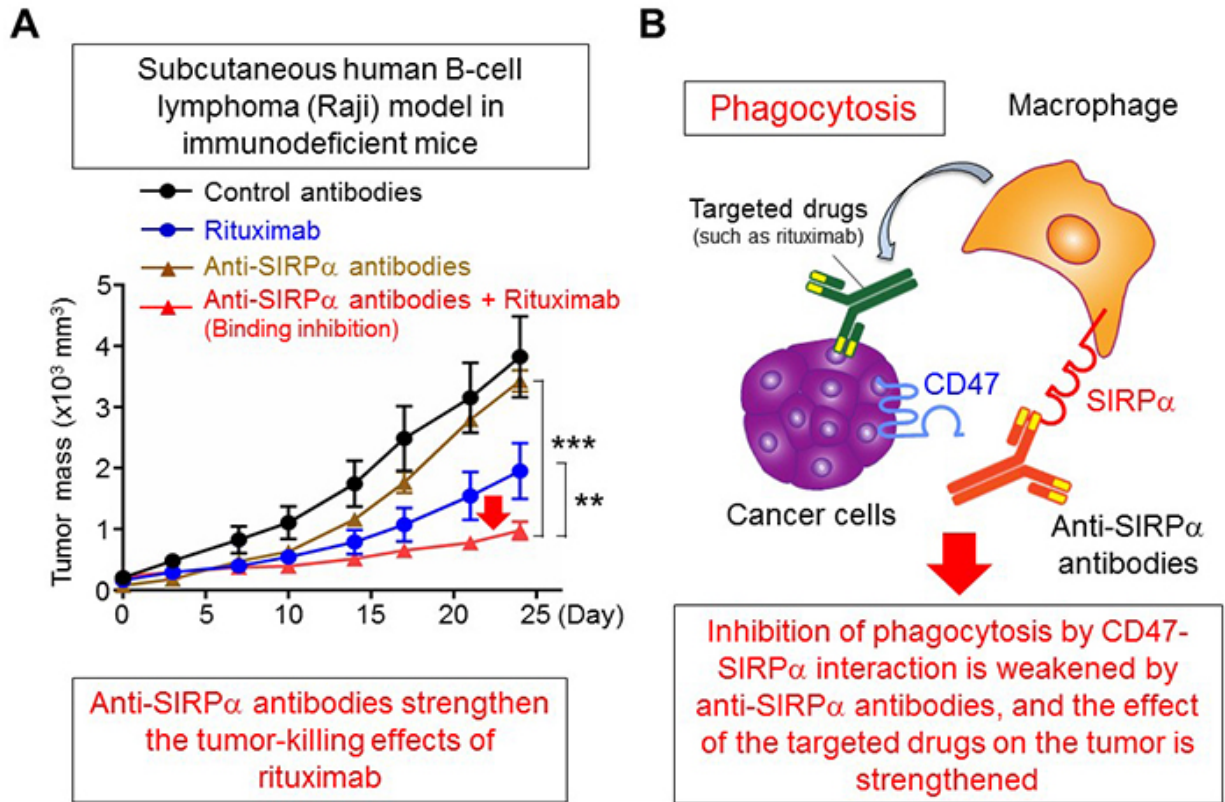 A
Subcutaneous human B-cell
lymphoma (Raji) model in
immunodeficient mice
Control antibodies
Rituximab
Anti-SIRPα antibodies
Anti-SIRPα antibodies + Rituximab
(Binding inhibition)
Tumor mass (x10³ mm³)
5
4
3
2
1
0
***
**
0 5 10 15 20 25 (Day)
Anti-SIRPα antibodies strengthen
the tumor-killing effects of
rituximab
B
Phagocytosis
Macrophage
Targeted drugs
(such as rituximab)
CD47
SIRPα
Cancer cells
Anti-SIRPα
antibodies
Inhibition of phagocytosis by CD47-
SIRPα interaction is weakened by
anti-SIRPα antibodies, and the effect
of the targeted drugs on the tumor is
strengthened